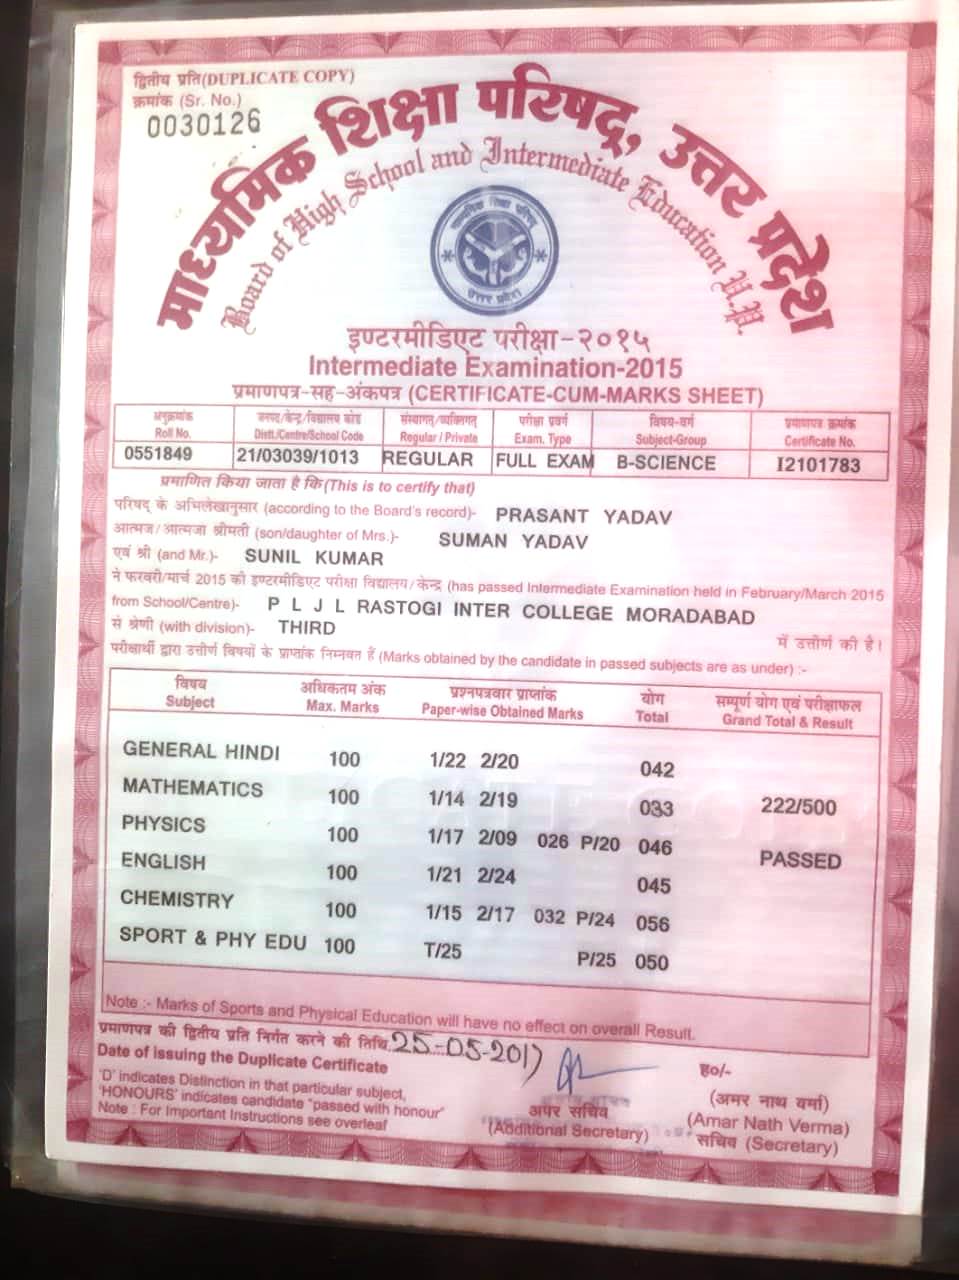 द्वितीय प्रति(DUPLICATE COPY)
क्रमांक (Sr. No.)
0030126
माध्यमिक शिक्षा परिषद्, उत्तर प्रदेश
Board of High School and Intermediate Education U.P.
माध्यमिक शिक्षा परिषद्
उत्तर प्रदेश
इण्टरमीडिएट परीक्षा-२०१५
Intermediate Examination-2015
प्रमाणपत्र-सह-अंकपत्र (CERTIFICATE-CUM-MARKS SHEET)
अनुक्रमांक जनपद/केन्द्र/विद्यालय कोड संस्थागत/व्यक्तिगत परीक्षा प्रवर्ग विषय-वर्ग प्रमाणपत्र क्रमांक
Roll No. Distt./Centre/School Code Regular / Private Exam. Type Subject-Group Certificate No.
0551849 21/03039/1013 REGULAR FULL EXAM B-SCIENCE I2101783
प्रमाणित किया जाता है कि(This is to certify that)
परिषद् के अभिलेखानुसार (according to the Board's record)- PRASANT YADAV
आत्मज/आत्मजा श्रीमती (son/daughter of Mrs.)- SUMAN YADAV
एवं श्री (and Mr.)- SUNIL KUMAR
ने फरवरी/मार्च 2015 की इण्टरमीडिएट परीक्षा विद्यालय/केन्द्र (has passed Intermediate Examination held in February/March 2015
from School/Centre)- P L J L RASTOGI INTER COLLEGE MORADABAD
से श्रेणी (with division)- THIRD में उत्तीर्ण की है।
परीक्षार्थी द्वारा उत्तीर्ण विषयों के प्राप्तांक निम्नवत हैं (Marks obtained by the candidate in passed subjects are as under) :-
विषय अधिकतम अंक प्रश्नपत्रवार प्राप्तांक योग सम्पूर्ण योग एवं परीक्षाफल
Subject Max. Marks Paper-wise Obtained Marks Total Grand Total & Result
GENERAL HINDI 100 1/22 2/20 042
MATHEMATICS 100 1/14 2/19 033 222/500
PHYSICS 100 1/17 2/09 026 P/20 046 PASSED
ENGLISH 100 1/21 2/24 045
CHEMISTRY 100 1/15 2/17 032 P/24 056
SPORT & PHY EDU 100 T/25 P/25 050
Note :- Marks of Sports and Physical Education will have no effect on overall Result.
प्रमाणपत्र की द्वितीय प्रति निर्गत करने की तिथि 25-05-2017
Date of Issuing the Duplicate Certificate
'D' indicates Distinction in that particular subject,
'HONOURS' indicates candidate "passed with honour"
Note : For Important Instructions see overleaf
अपर सचिव
(Additional Secretary)
ह०/-
(अमर नाथ वर्मा)
(Amar Nath Verma)
सचिव (Secretary)